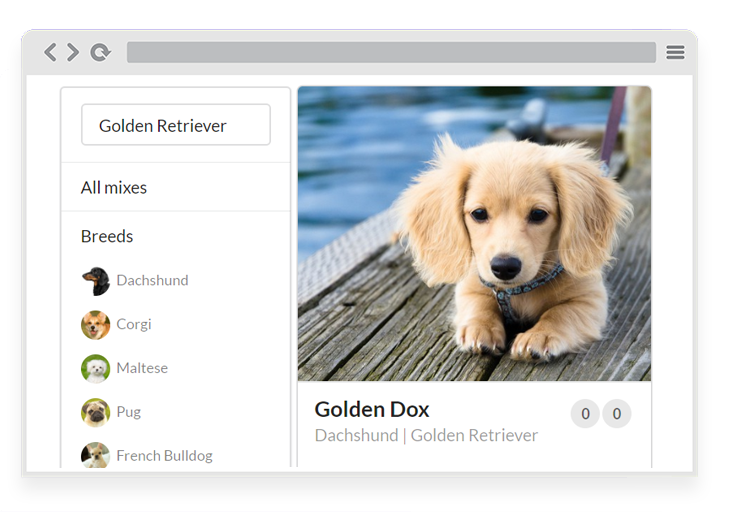 Golden Retriever
All mixes
Breeds
Dachshund
Corgi
Maltese
Pug
French Bulldog
Golden Dox
0 0
Dachshund | Golden Retriever